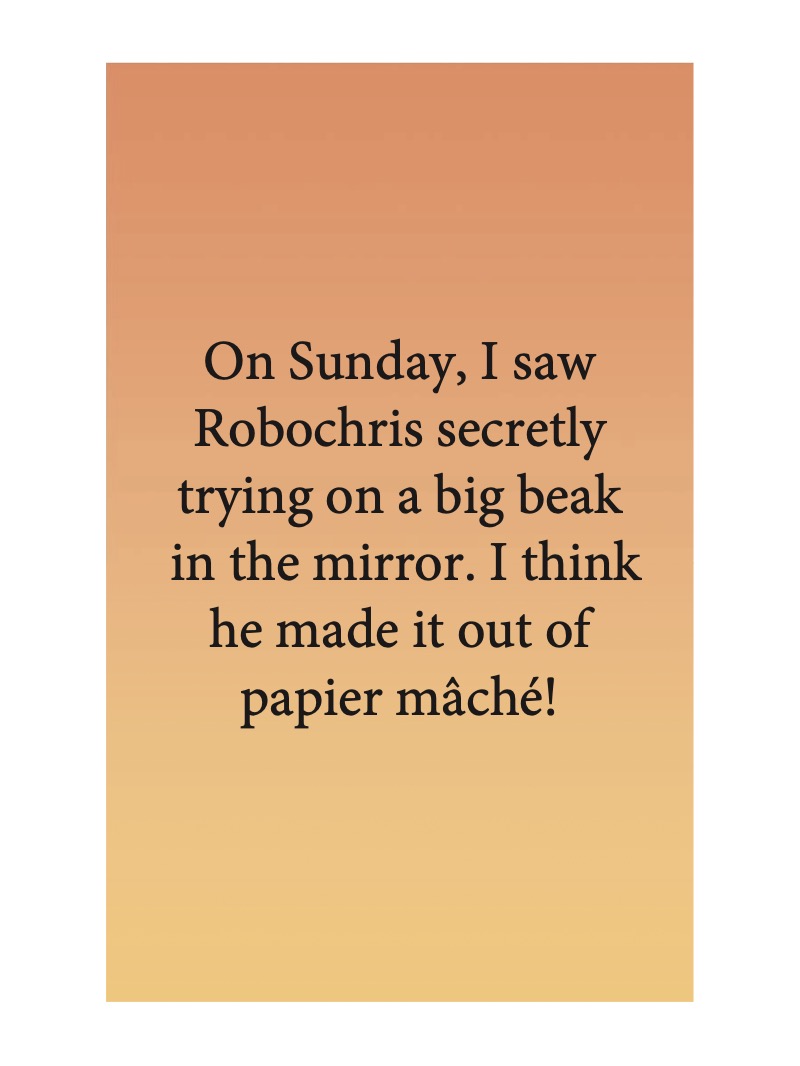 On Sunday, I saw
Robochris secretly
trying on a big beak
in the mirror. I think
he made it out of
papier mâché!